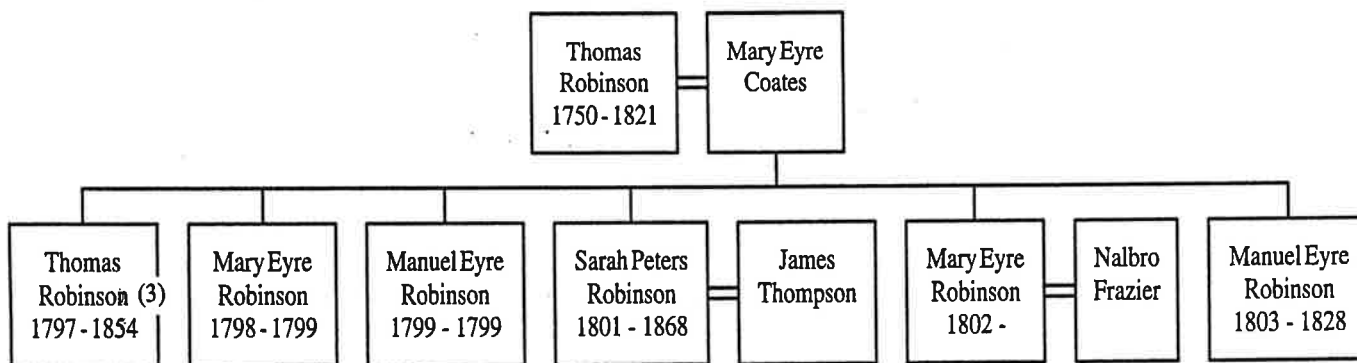 Thomas
Robinson
1750 - 1821
Mary Eyre
Coates
Thomas
Robinson (3)
1797 - 1854
Mary Eyre
Robinson
1798 - 1799
Manuel Eyre
Robinson
1799 - 1799
Sarah Peters
Robinson
1801 - 1868
James
Thompson
Mary Eyre
Robinson
1802 -
Nalbro
Frazier
Manuel Eyre
Robinson
1803 - 1828